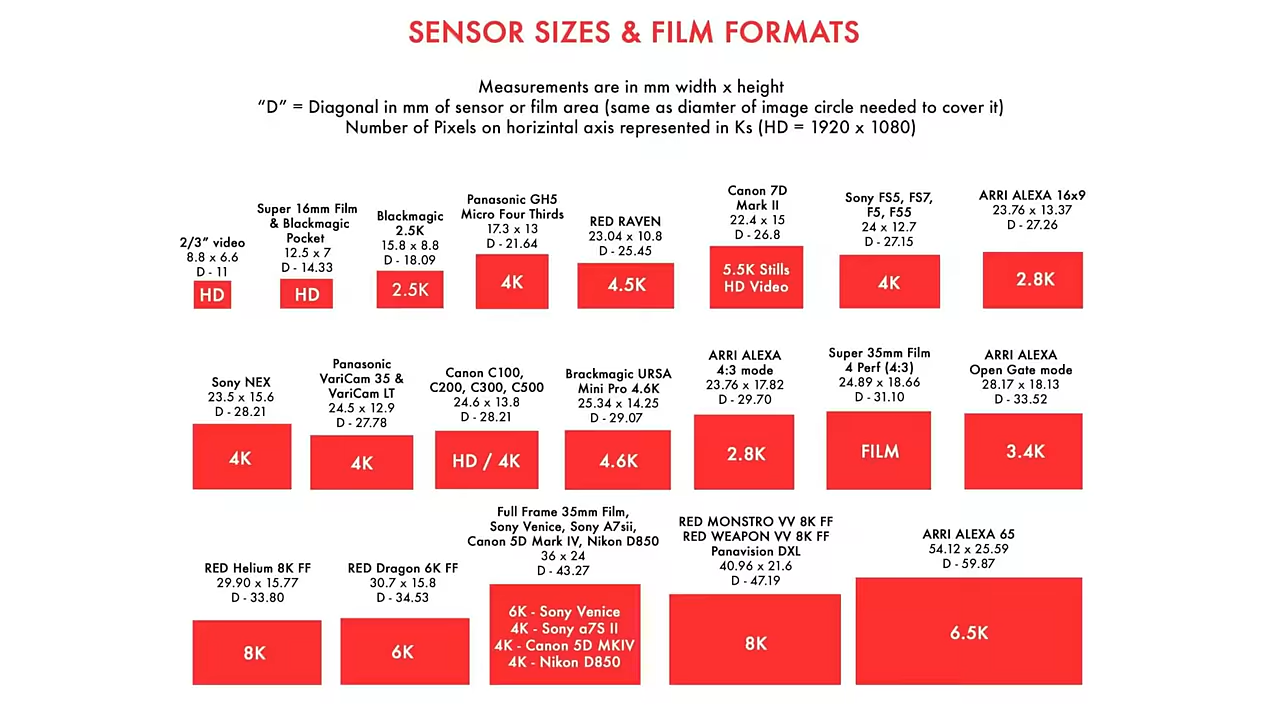 SENSOR SIZES & FILM FORMATS
Measurements are in mm width x height
“D” = Diagonal in mm of sensor or film area (same as diamter of image circle needed to cover it)
Number of Pixels on horizintal axis represented in Ks (HD = 1920 x 1080)
2/3” video
8.8 x 6.6
D - 11
HD
Super 16mm Film
& Blackmagic
Pocket
12.5 x 7
D - 14.33
HD
Blackmagic
2.5K
15.8 x 8.8
D - 18.09
2.5K
Panasonic GH5
Micro Four Thirds
17.3 x 13
D - 21.64
4K
RED RAVEN
23.04 x 10.8
D - 25.45
4.5K
Canon 7D
Mark II
22.4 x 15
D - 26.8
5.5K Stills
HD Video
Sony FS5, FS7,
F5, F55
24 x 12.7
D - 27.15
4K
ARRI ALEXA 16x9
23.76 x 13.37
D - 27.26
2.8K
Sony NEX
23.5 x 15.6
D - 28.21
4K
Panasonic
VariCam 35 &
VariCam LT
24.5 x 12.9
D - 27.78
4K
Canon C100,
C200, C300, C500
24.6 x 13.8
D - 28.21
HD / 4K
Brackmagic URSA
Mini Pro 4.6K
25.34 x 14.25
D - 29.07
4.6K
ARRI ALEXA
4:3 mode
23.76 x 17.82
D - 29.70
2.8K
Super 35mm Film
4 Perf (4:3)
24.89 x 18.66
D - 31.10
FILM
ARRI ALEXA
Open Gate mode
28.17 x 18.13
D - 33.52
3.4K
RED Helium 8K FF
29.90 x 15.77
D - 33.80
8K
RED Dragon 6K FF
30.7 x 15.8
D - 34.53
6K
Full Frame 35mm Film,
Sony Venice, Sony A7sii,
Canon 5D Mark IV, Nikon D850
36 x 24
D - 43.27
6K - Sony Venice
4K - Sony a7S II
4K - Canon 5D MKIV
4K - Nikon D850
RED MONSTRO VV 8K FF
RED WEAPON VV 8K FF
Panavision DXL
40.96 x 21.6
D - 47.19
8K
ARRI ALEXA 65
54.12 x 25.59
D - 59.87
6.5K